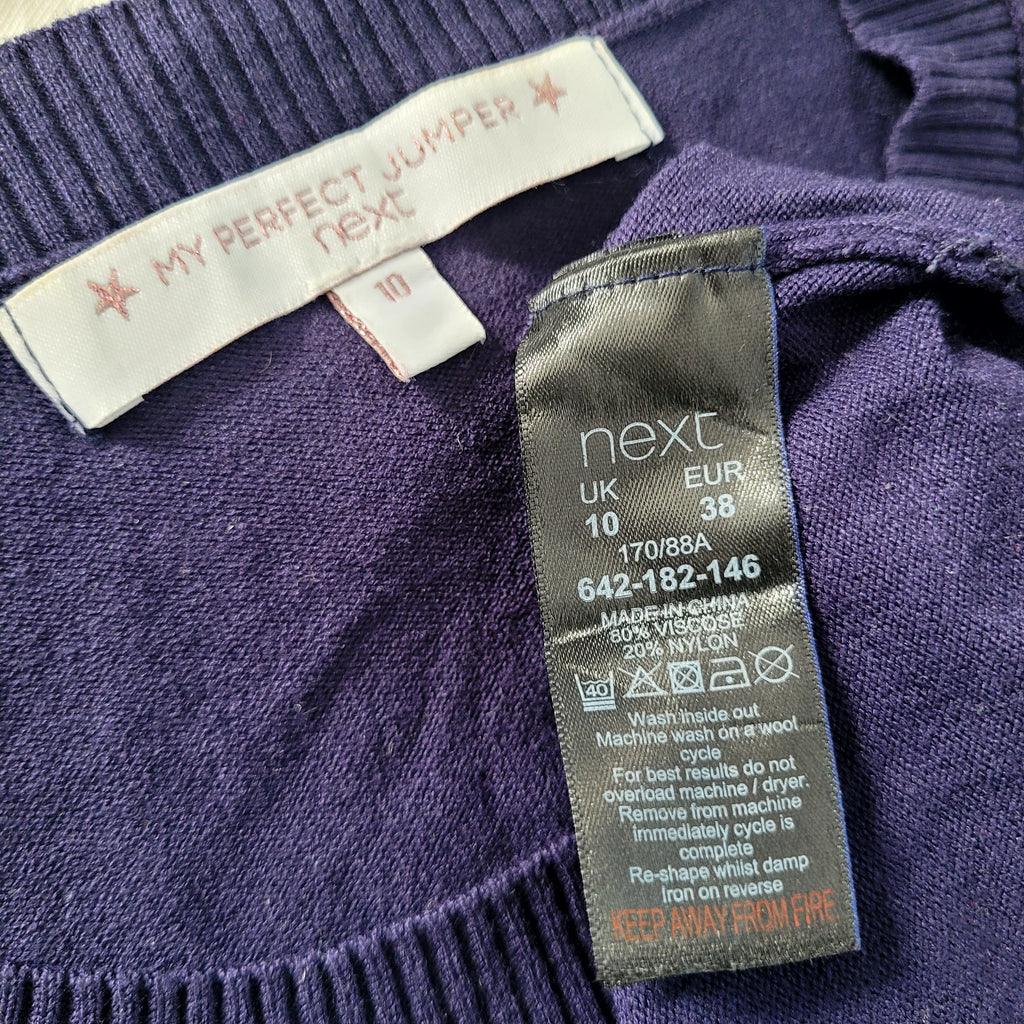 MY PERFECT JUMPER
next
10
next
UK EUR
10 38
170/88A
642-182-146
MADE IN CHINA
80% VISCOSE
20% NYLON
40
Wash inside out
Machine wash on a wool
cycle
For best results do not
overload machine / dryer.
Remove from machine
immediately cycle is
complete
Re-shape whilst damp
Iron on reverse
KEEP AWAY FROM FIRE